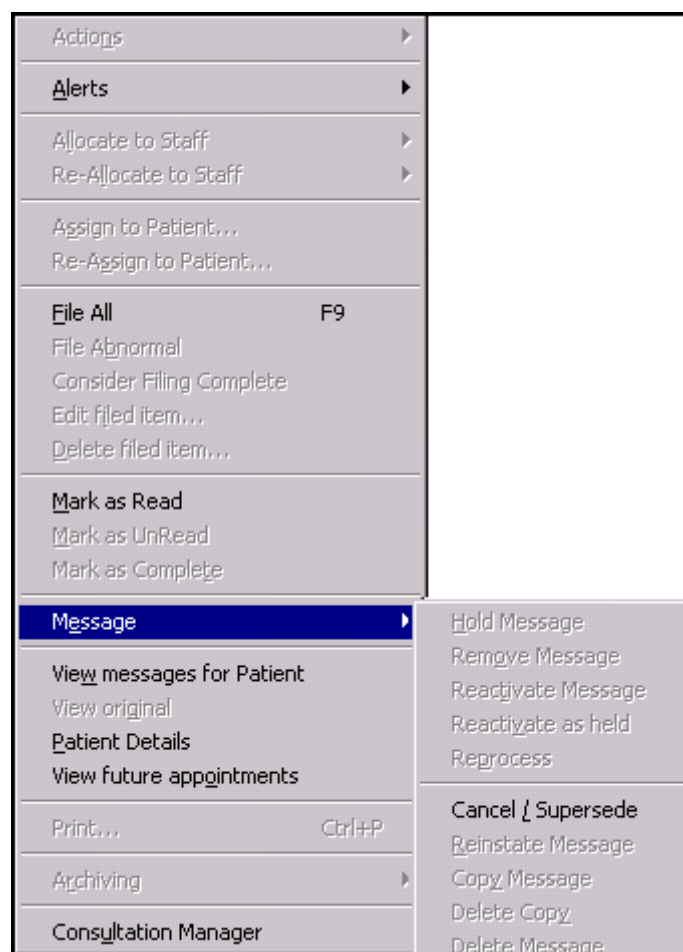 Actions
Alerts
Allocate to Staff
Re-Allocate to Staff
Assign to Patient...
Re-Assign to Patient...
File All F9
File Abnormal
Consider Filing Complete
Edit filed item...
Delete filed item...
Mark as Read
Mark as UnRead
Mark as Complete
Message
View messages for Patient
View original
Patient Details
View future appointments
Print... Ctrl+P
Archiving
Consultation Manager
Hold Message
Remove Message
Reactivate Message
Reactivate as held
Reprocess
Cancel / Supersede
Reinstate Message
Copy Message
Delete Copy
Delete Message